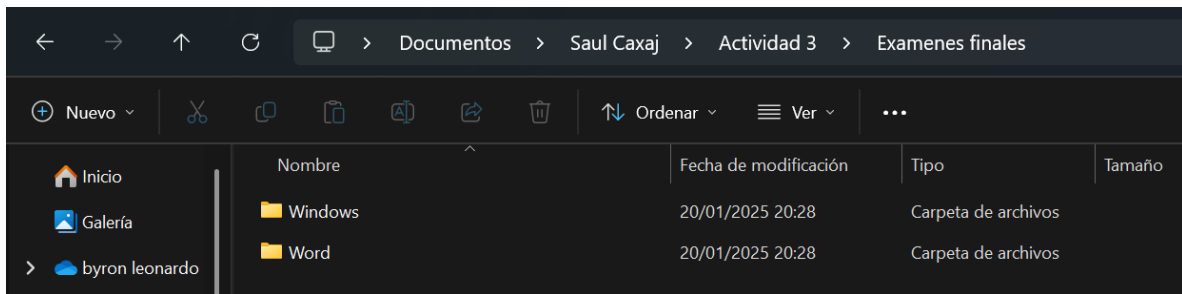 Documentos > Saul Caxaj > Actividad 3 > Examenes finales
Nuevo Ordenar Ver
Nombre Fecha de modificación Tipo Tamaño
Inicio
Galería
byron leonardo
Windows 20/01/2025 20:28 Carpeta de archivos
Word 20/01/2025 20:28 Carpeta de archivos